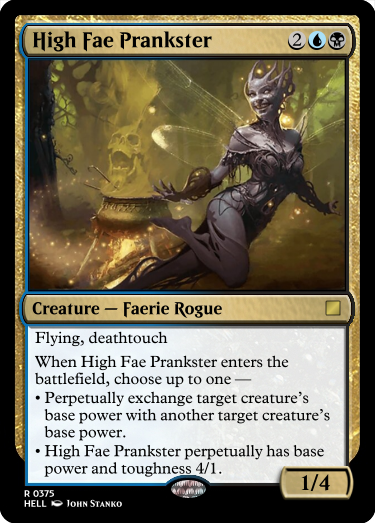 High Fae Prankster 2
Creature — Faerie Rogue
Flying, deathtouch
When High Fae Prankster enters the
battlefield, choose up to one —
• Perpetually exchange target creature's
base power with another target creature's
base power.
• High Fae Prankster perpetually has base
power and toughness 4/1.
1/4
R 0375
HELL JOHN STANKO